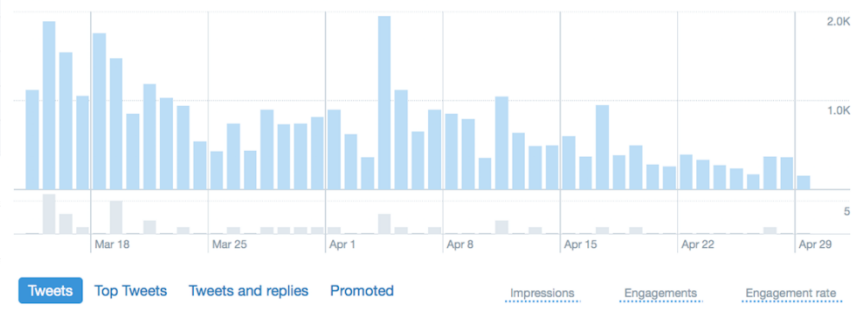 2.0K
1.0K
5
Mar 18 Mar 25 Apr 1 Apr 8 Apr 15 Apr 22 Apr 29
Tweets Top Tweets Tweets and replies Promoted Impressions Engagements Engagement rate